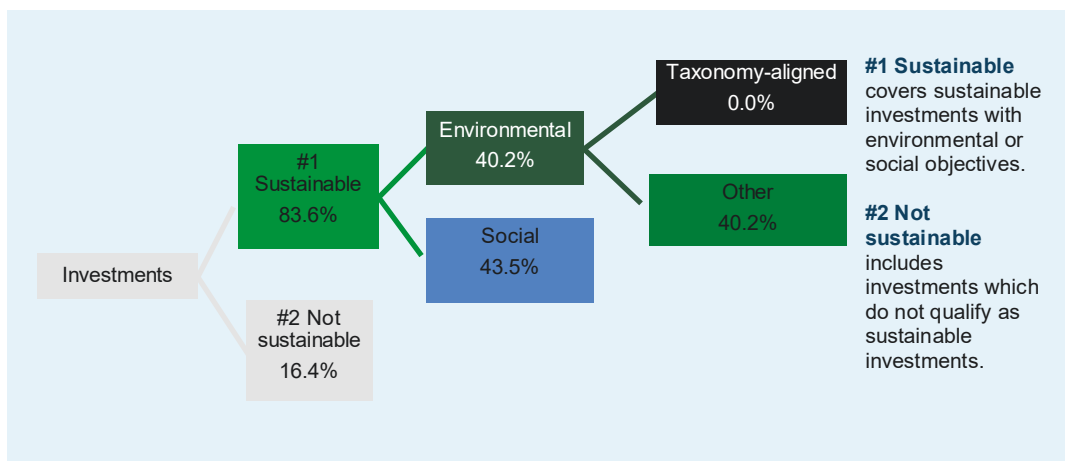 Investments
#1
Sustainable
83.6%
#2 Not
sustainable
16.4%
Environmental
40.2%
Social
43.5%
Taxonomy-aligned
0.0%
Other
40.2%
#1 Sustainable
covers sustainable
investments with
environmental or
social objectives.
#2 Not
sustainable
includes
investments which
do not qualify as
sustainable
investments.